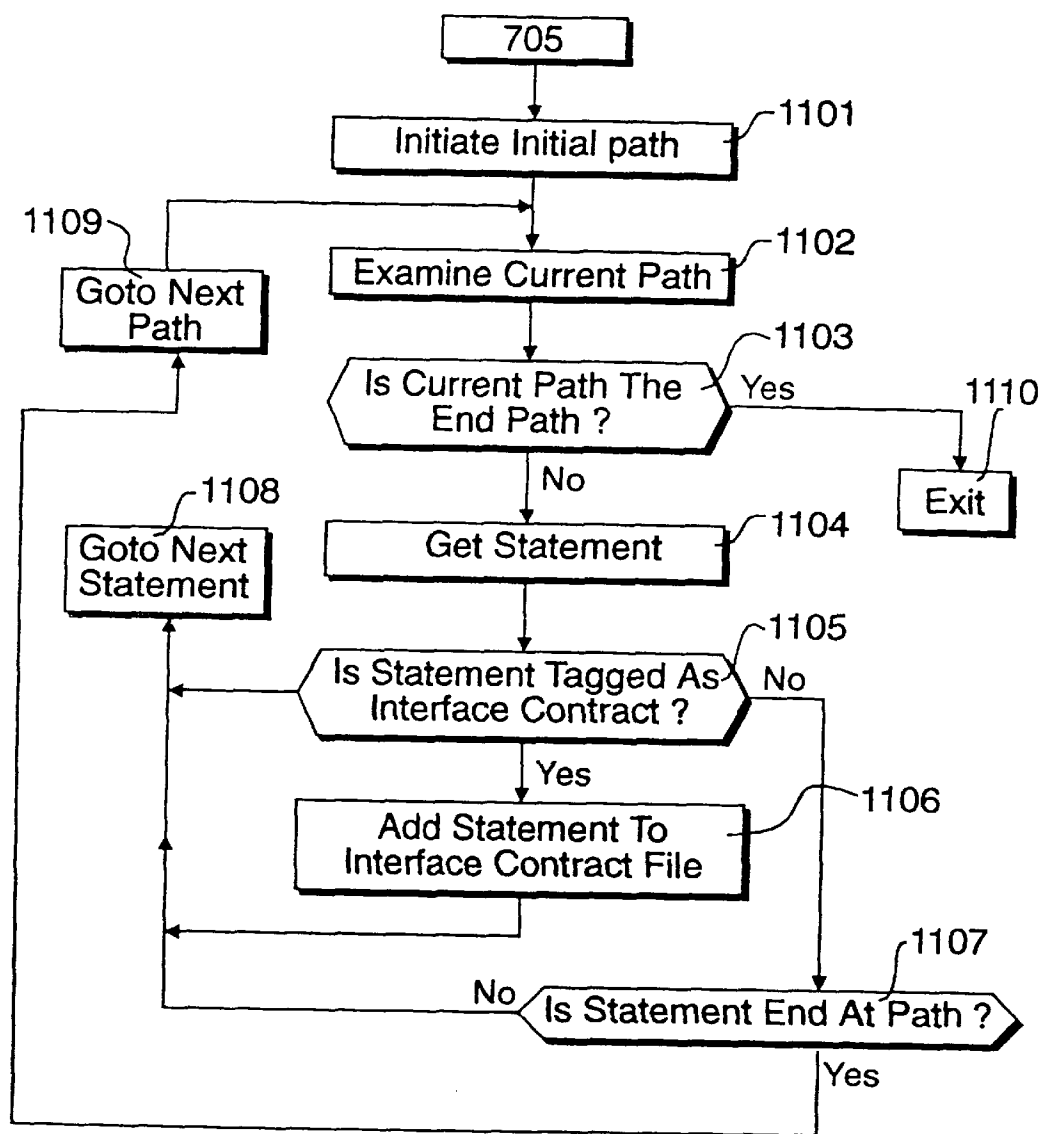 705
1101
Initiate Initial path
1109
1102
Goto Next
Path
Examine Current Path
1103
Is Current Path The
End Path ?
Yes
1110
No
Exit
1108
Goto Next
Statement
1104
Get Statement
1105
Is Statement Tagged As
Interface Contract ?
No
Yes
1106
Add Statement To
Interface Contract File
1107
No
Is Statement End At Path ?
Yes